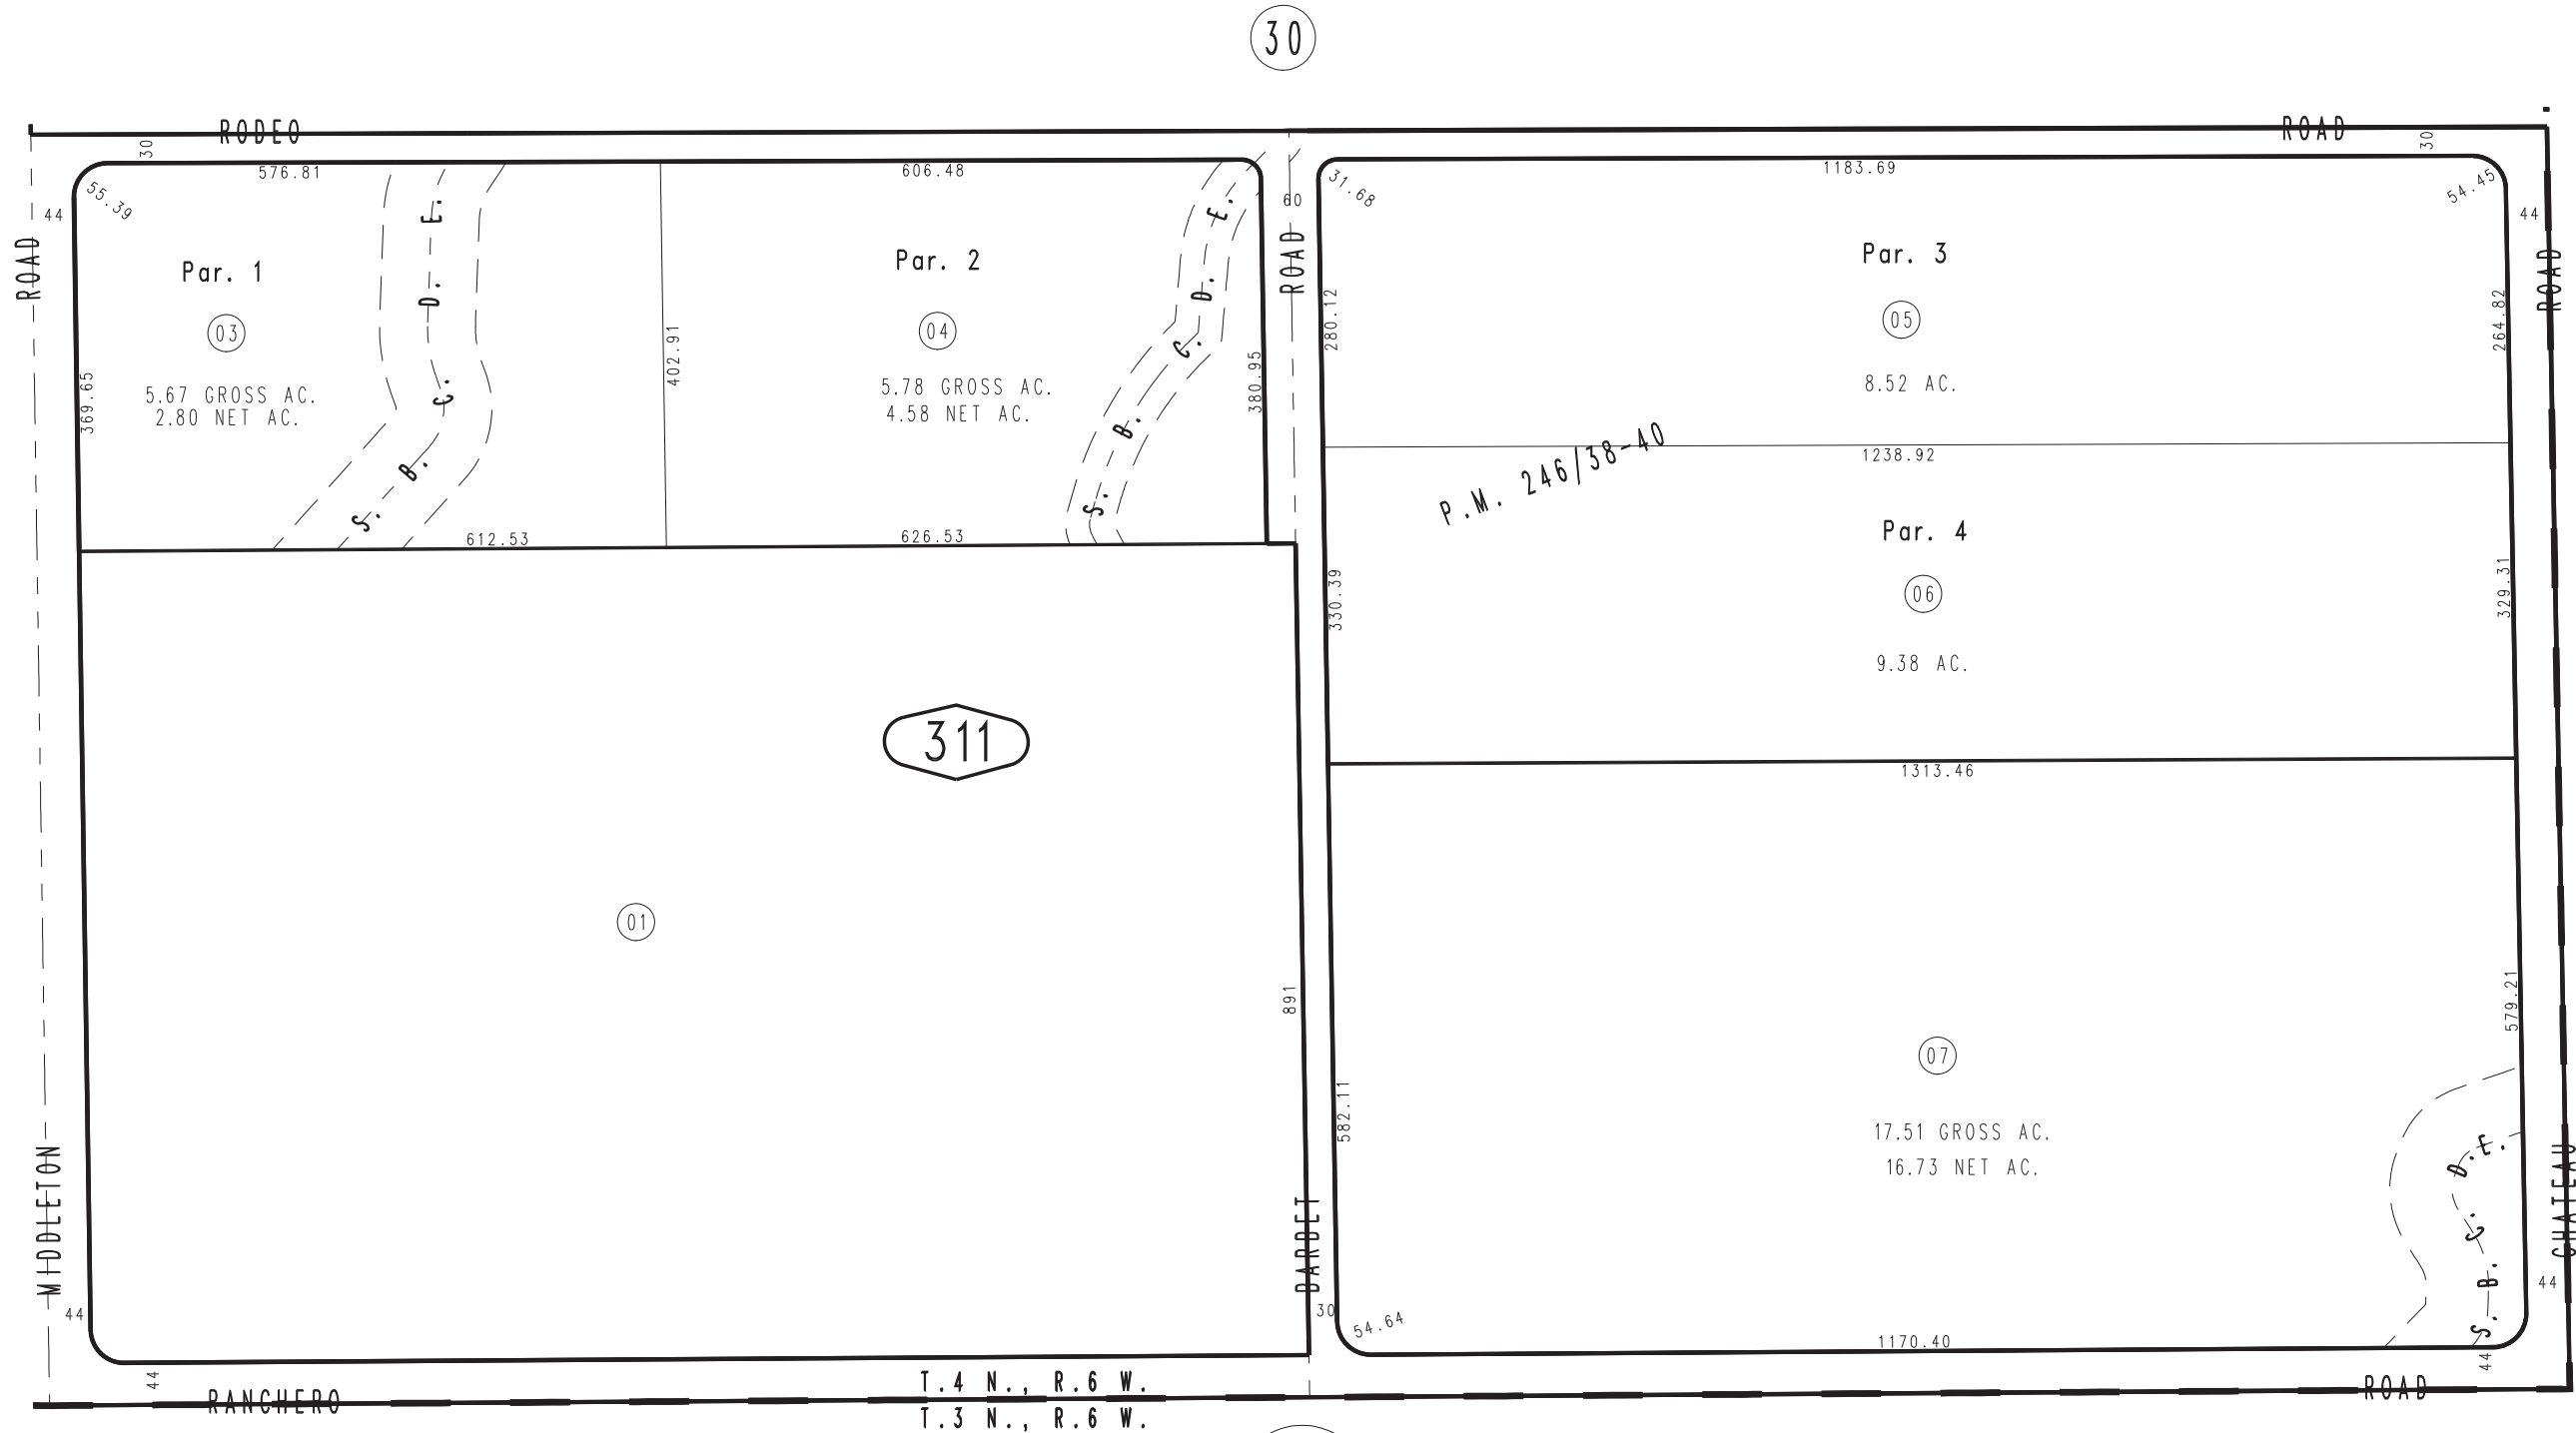 30
RODEO
ROAD
30
30
576.81
606.48
1183.69
55.39
31.68
54.45
44
60
44
ROAD
ROAD
ROAD
S. B. C. D. E.
S. B. C. D. E.
Par. 1
03
5.67 GROSS AC.
2.80 NET AC.
369.65
402.91
Par. 2
04
5.78 GROSS AC.
4.58 NET AC.
380.95
612.53
626.53
Par. 3
05
8.52 AC.
280.12
264.82
1238.92
P.M. 246/38-40
Par. 4
06
9.38 AC.
330.39
329.31
1313.46
311
01
891
07
17.51 GROSS AC.
16.73 NET AC.
582.11
579.21
S. B. C. D. E.
MIDDLETON
DARDET
CHATEAU
44
30
44
54.64
1170.40
44
44
T.4 N., R.6 W.
RANCHERO
ROAD
T.3 N., R.6 W.